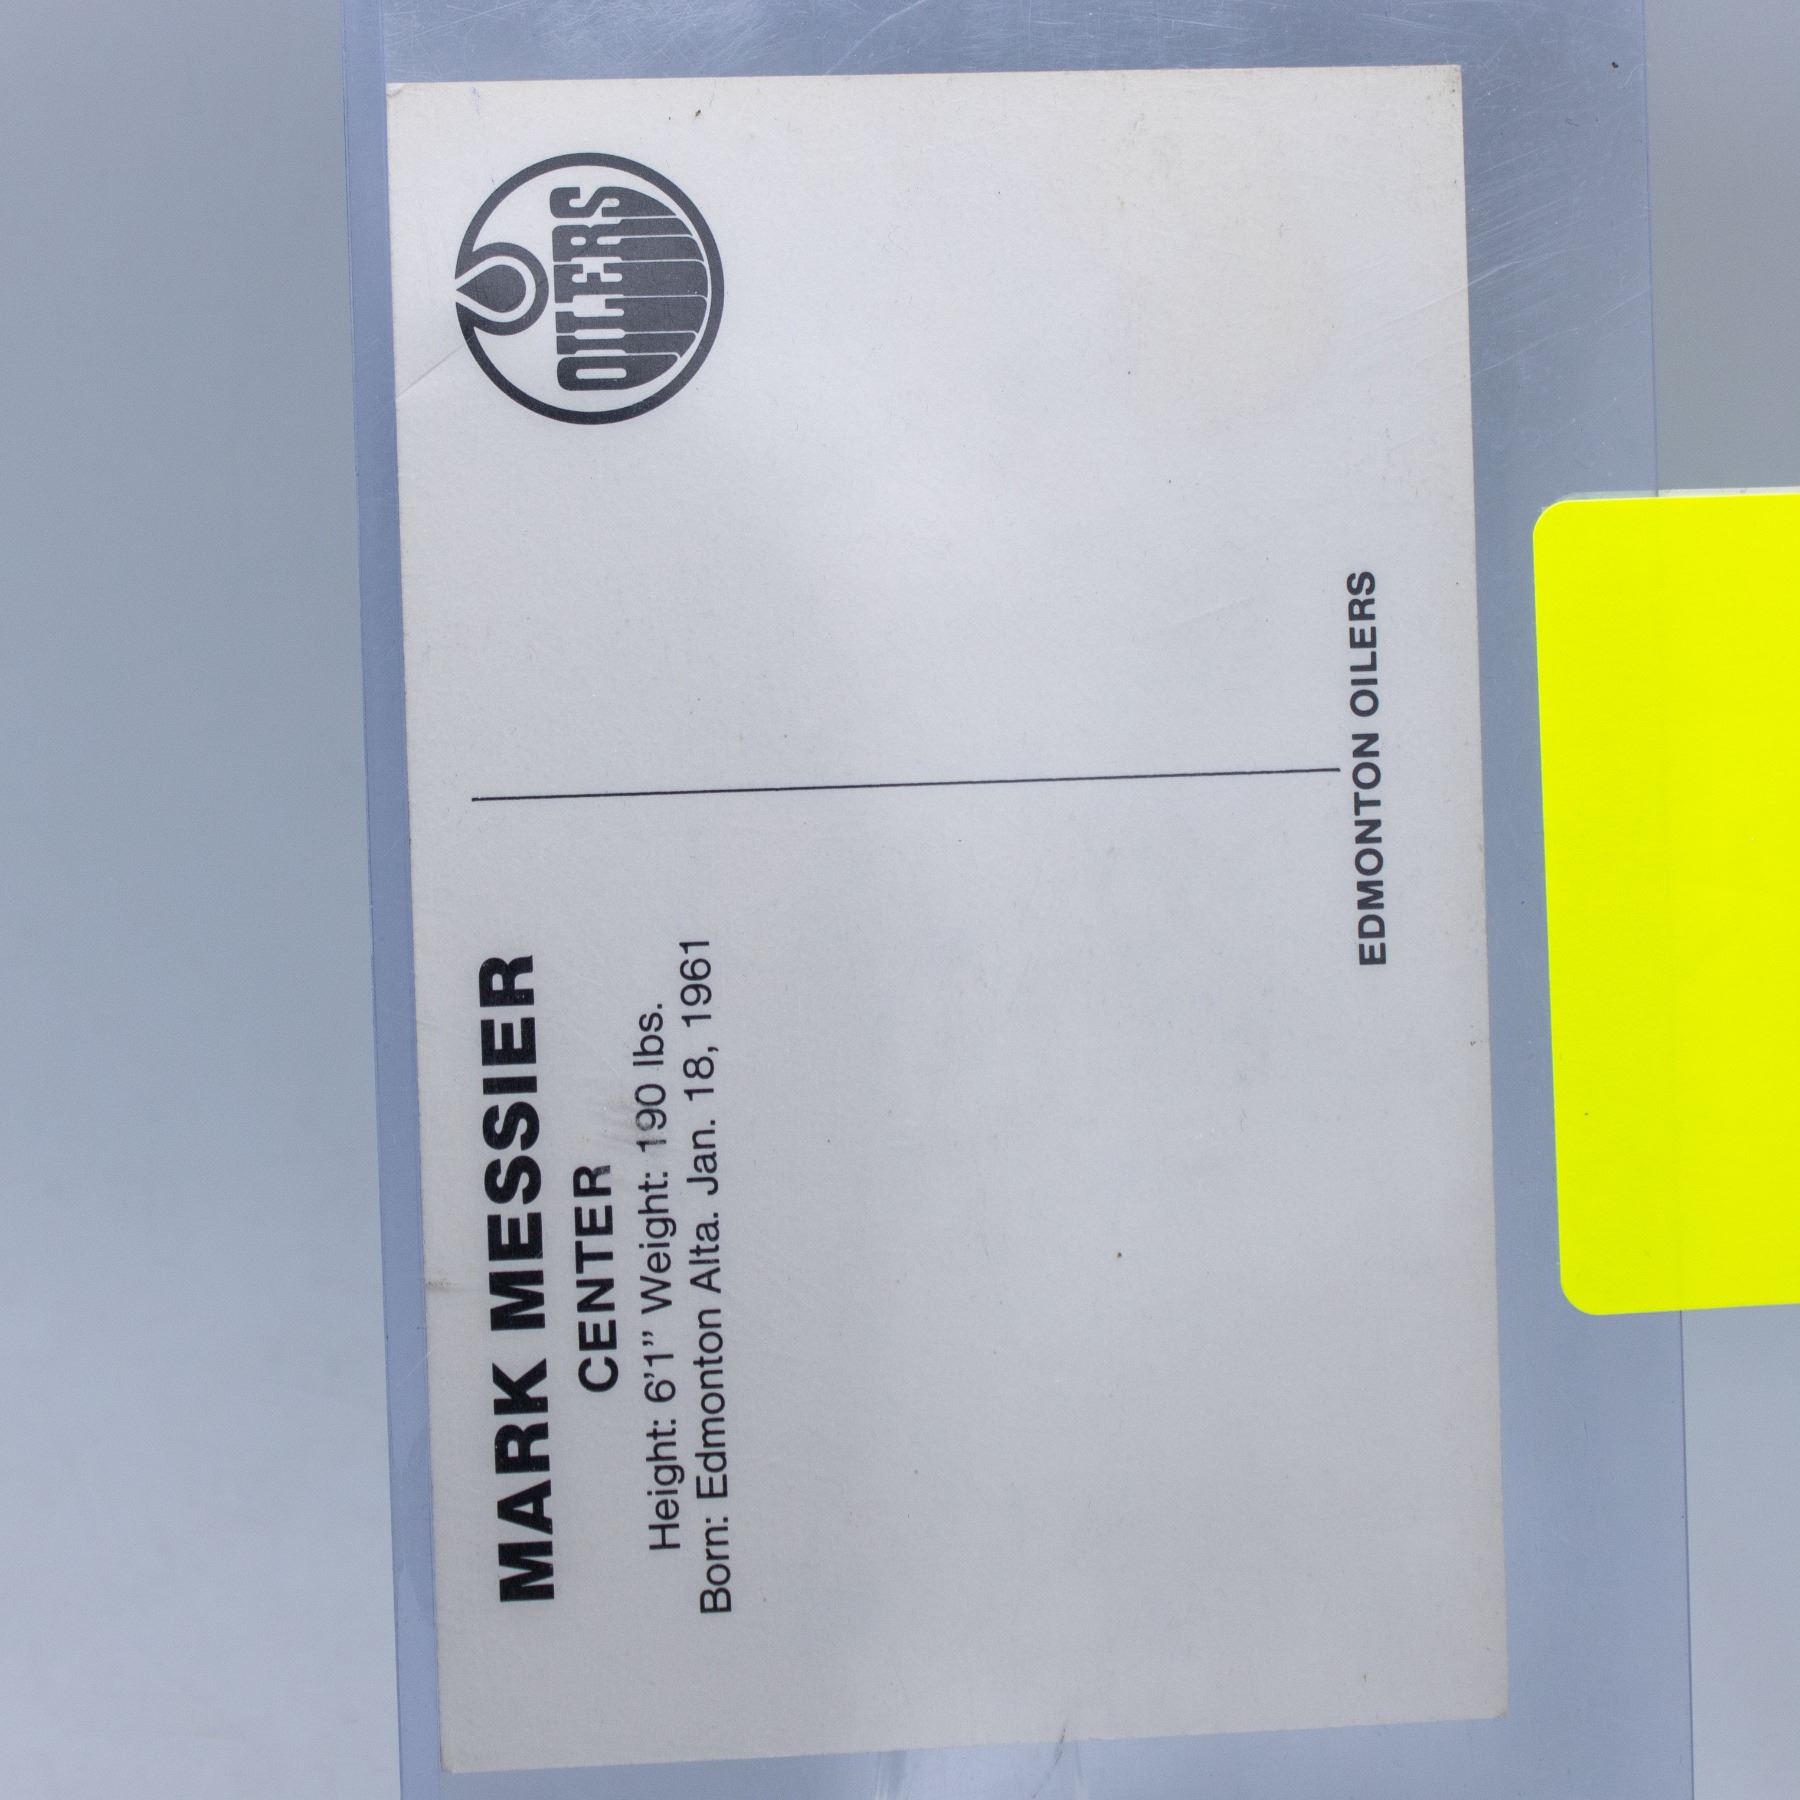 MARK MESSIER
CENTER
Height: 6'1" Weight: 190 lbs.
Born: Edmonton Alta. Jan. 18, 1961
OILERS
EDMONTON OILERS